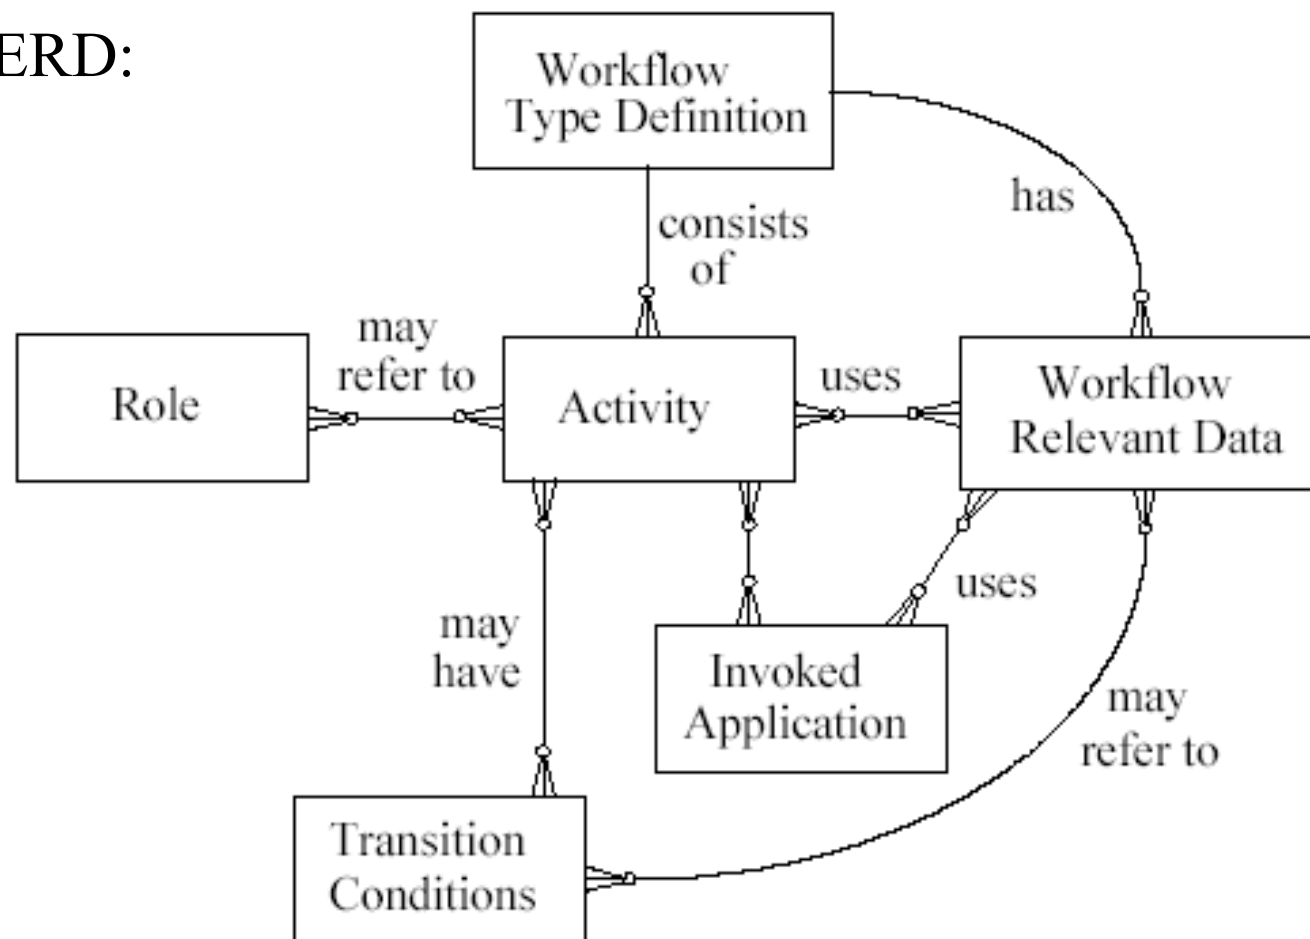 ERD:
Workflow
Type Definition
has
consists
of
may
refer to
Role
Activity
uses
Workflow
Relevant Data
may
have
uses
Invoked
Application
may
refer to
Transition
Conditions